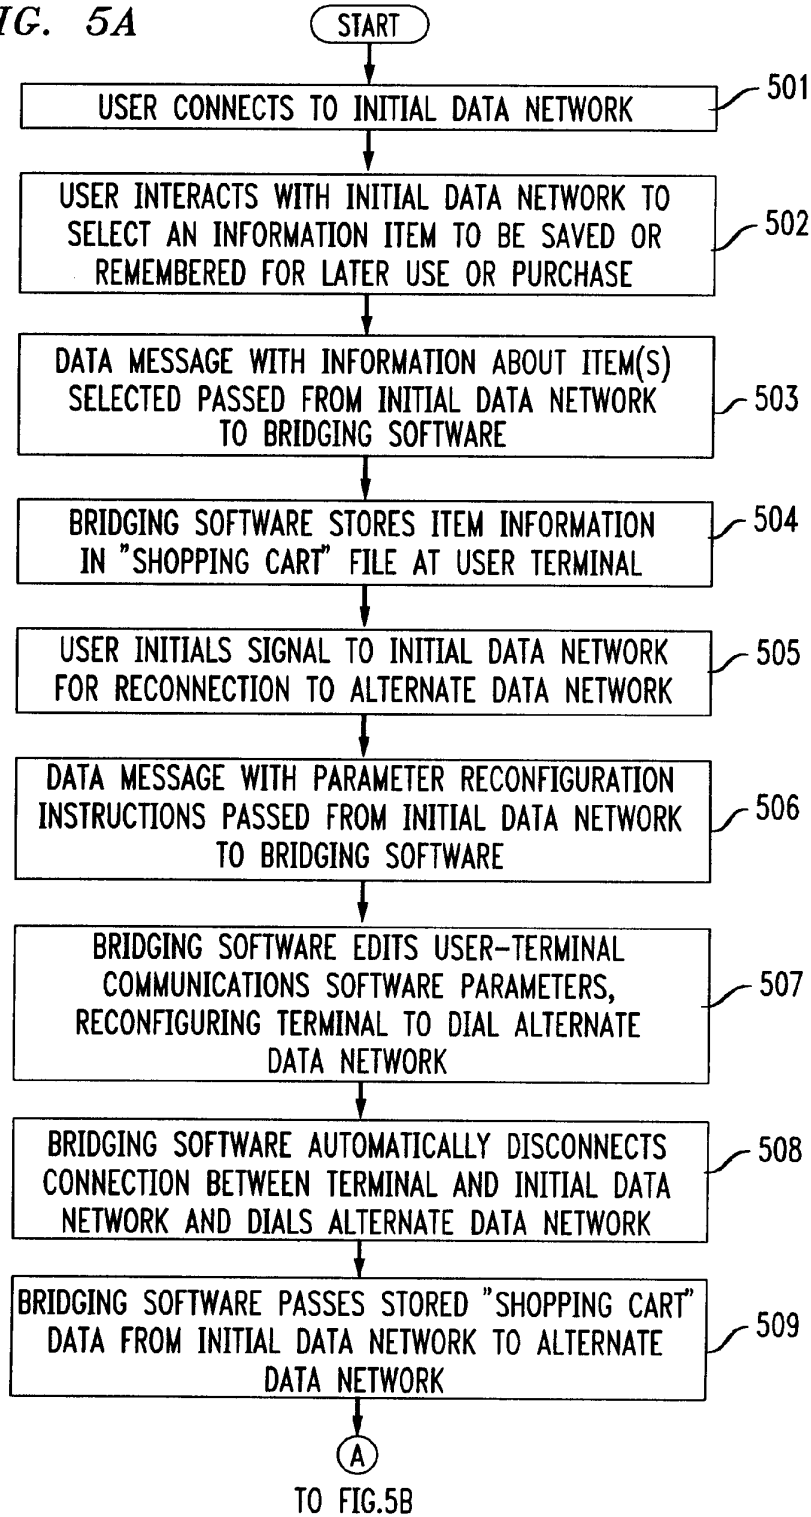 IG. 5A
START
USER CONNECTS TO INITIAL DATA NETWORK
501
USER INTERACTS WITH INITIAL DATA NETWORK TO
SELECT AN INFORMATION ITEM TO BE SAVED OR
REMEMBERED FOR LATER USE OR PURCHASE
502
DATA MESSAGE WITH INFORMATION ABOUT ITEM(S)
SELECTED PASSED FROM INITIAL DATA NETWORK
TO BRIDGING SOFTWARE
503
BRIDGING SOFTWARE STORES ITEM INFORMATION
IN "SHOPPING CART" FILE AT USER TERMINAL
504
USER INITIALS SIGNAL TO INITIAL DATA NETWORK
FOR RECONNECTION TO ALTERNATE DATA NETWORK
505
DATA MESSAGE WITH PARAMETER RECONFIGURATION
INSTRUCTIONS PASSED FROM INITIAL DATA NETWORK
TO BRIDGING SOFTWARE
506
BRIDGING SOFTWARE EDITS USER-TERMINAL
COMMUNICATIONS SOFTWARE PARAMETERS,
RECONFIGURING TERMINAL TO DIAL ALTERNATE
DATA NETWORK
507
BRIDGING SOFTWARE AUTOMATICALLY DISCONNECTS
CONNECTION BETWEEN TERMINAL AND INITIAL DATA
NETWORK AND DIALS ALTERNATE DATA NETWORK
508
BRIDGING SOFTWARE PASSES STORED "SHOPPING CART"
DATA FROM INITIAL DATA NETWORK TO ALTERNATE
DATA NETWORK
509
A
TO FIG.5B